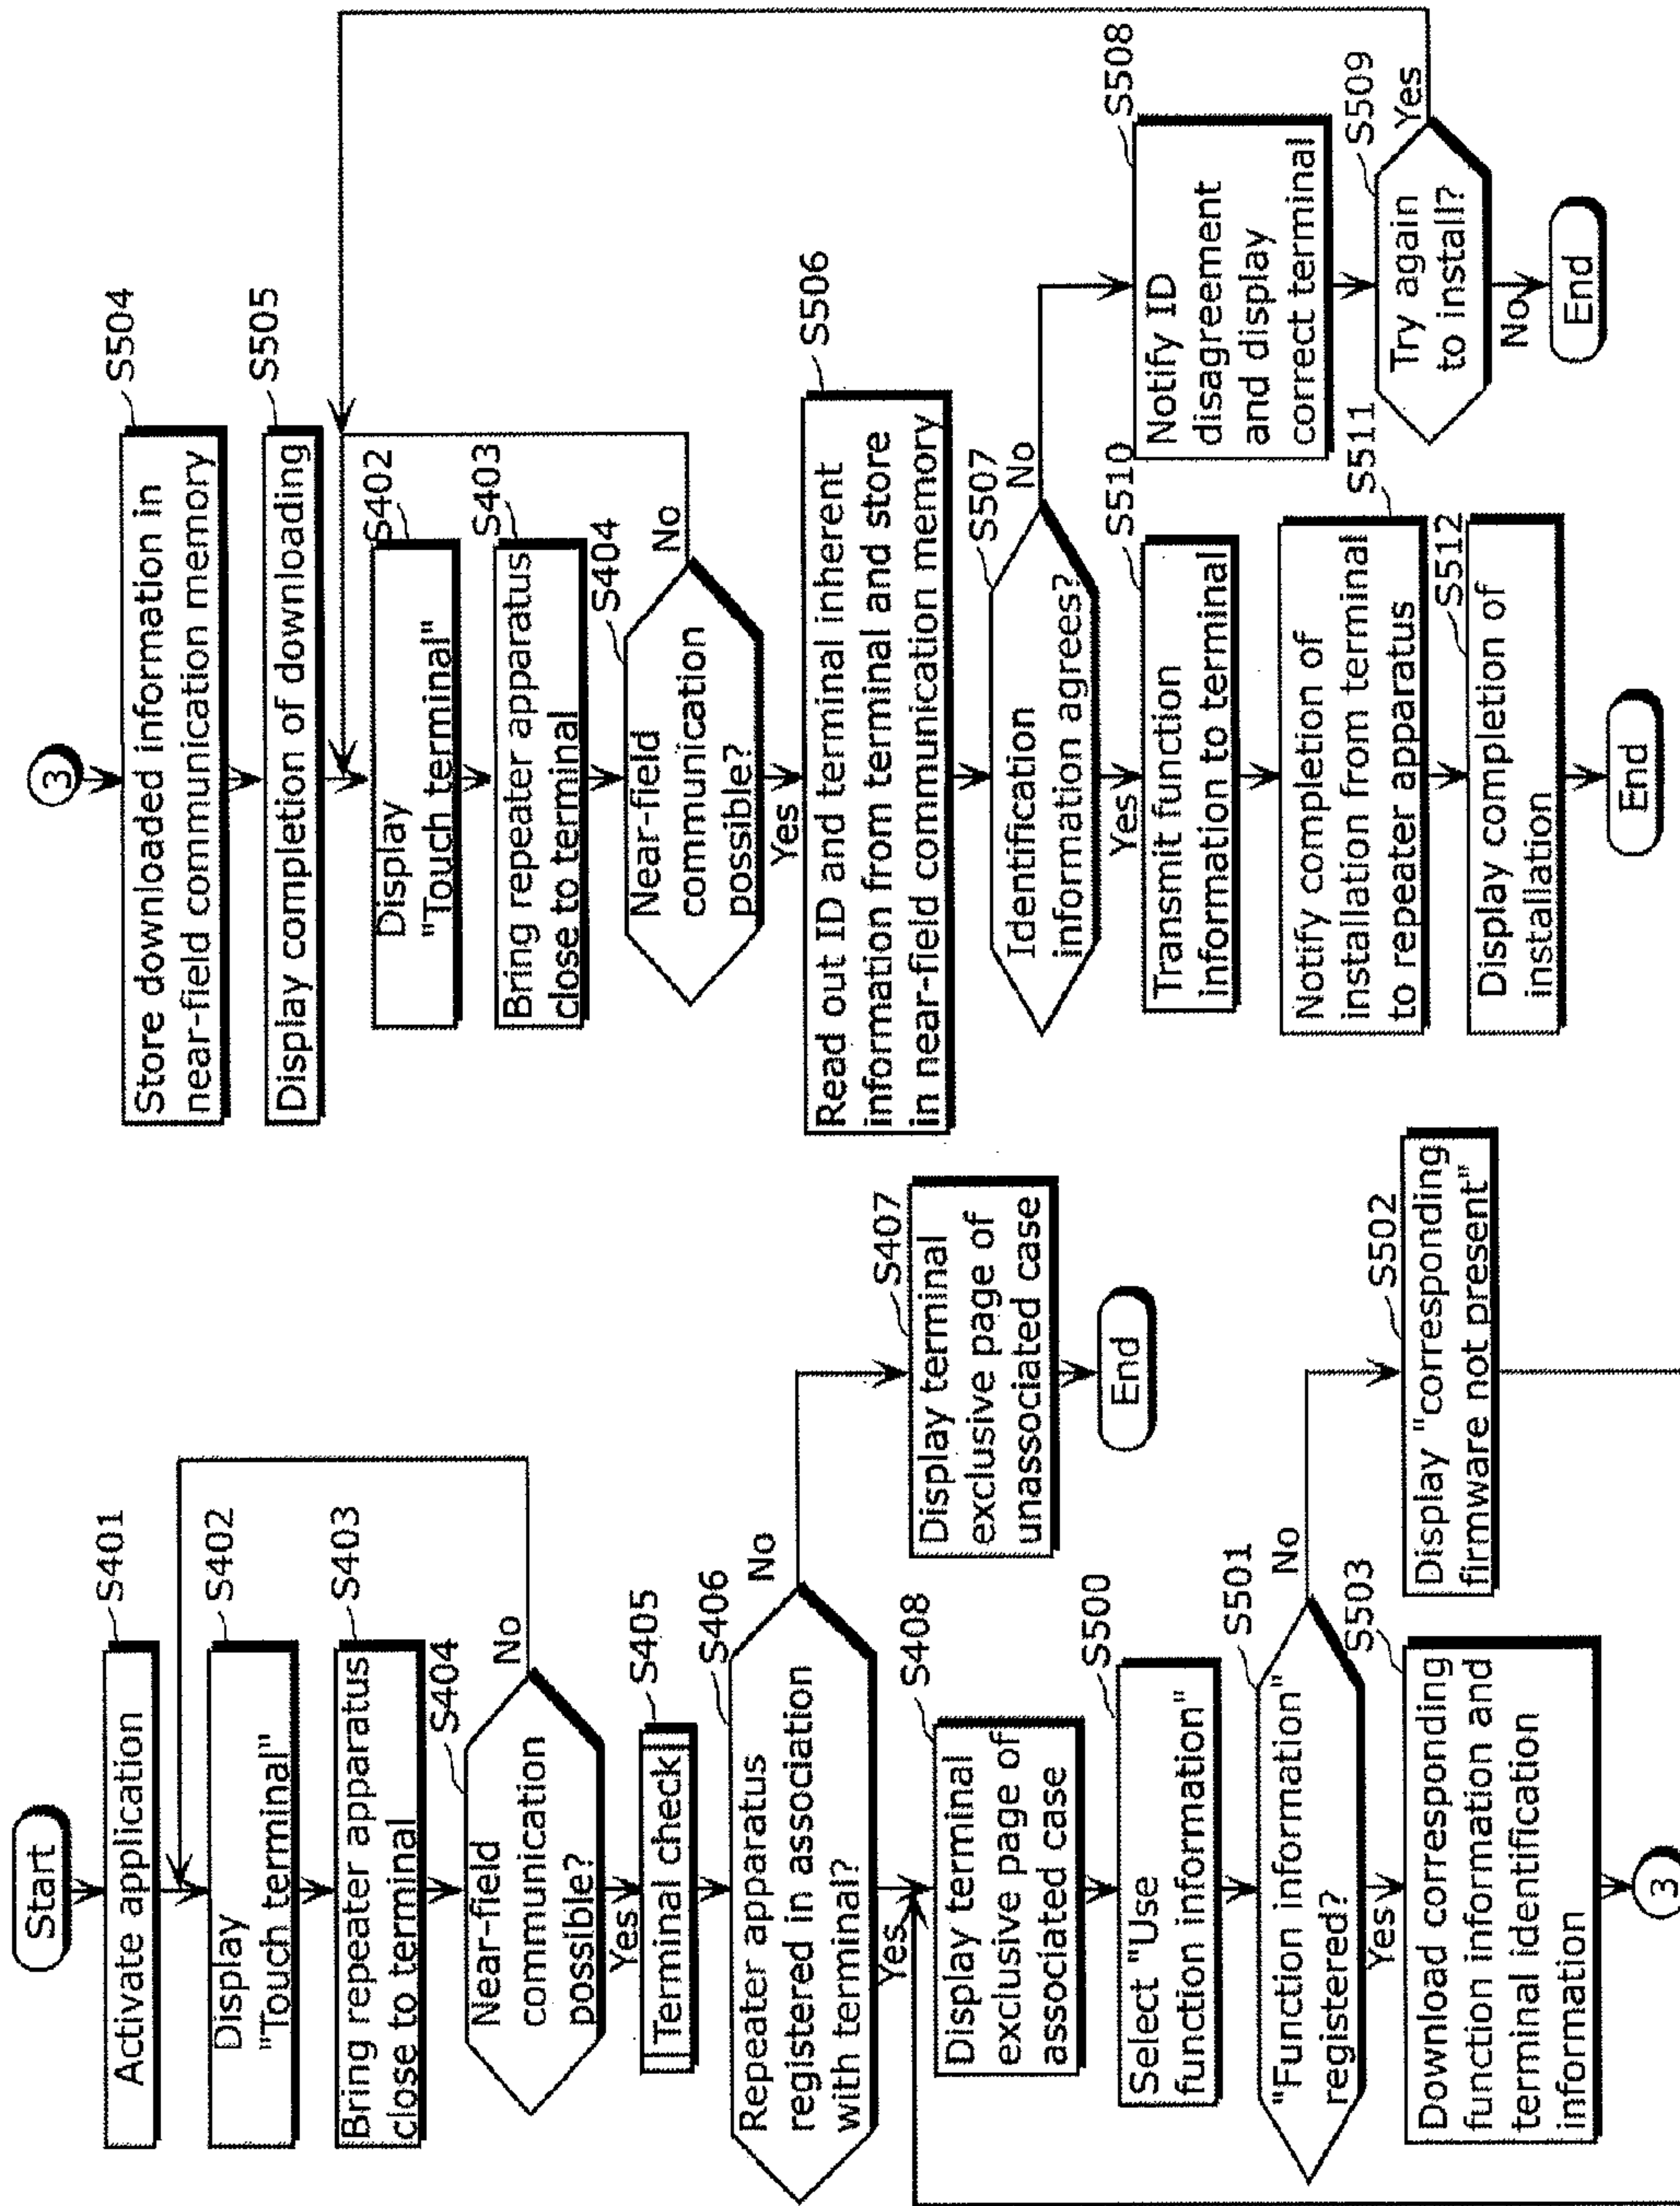 Start
S401
Activate application
S402
Display
"Touch terminal"
S403
Bring repeater apparatus
close to terminal
S404
Near-field
communication
possible?
No
Yes
S405
Terminal check
S406
Repeater apparatus
registered in association
with terminal?
No
Yes
S407
Display terminal
exclusive page of
unassociated case
End
S408
Display terminal
exclusive page of
associated case
S500
Select "Use
function information"
S501
"Function information"
registered?
No
Yes
S502
Display "corresponding
firmware not present"
S503
Download corresponding
function information and
terminal identification
information
3
3
S504
Store downloaded information in
near-field communication memory
S505
Display completion of downloading
S402
Display
"Touch terminal"
S403
Bring repeater apparatus
close to terminal
S404
Near-field
communication
possible?
No
Yes
S506
Read out ID and terminal inherent
information from terminal and store
in near-field communication memory
S507
Identification
information agrees?
No
Yes
S508
Notify ID
disagreement
and display
correct terminal
S509
Try again
to install?
Yes
No
End
S510
Transmit function
information to terminal
S511
Notify completion of
installation from terminal
to repeater apparatus
S512
Display completion of
installation
End